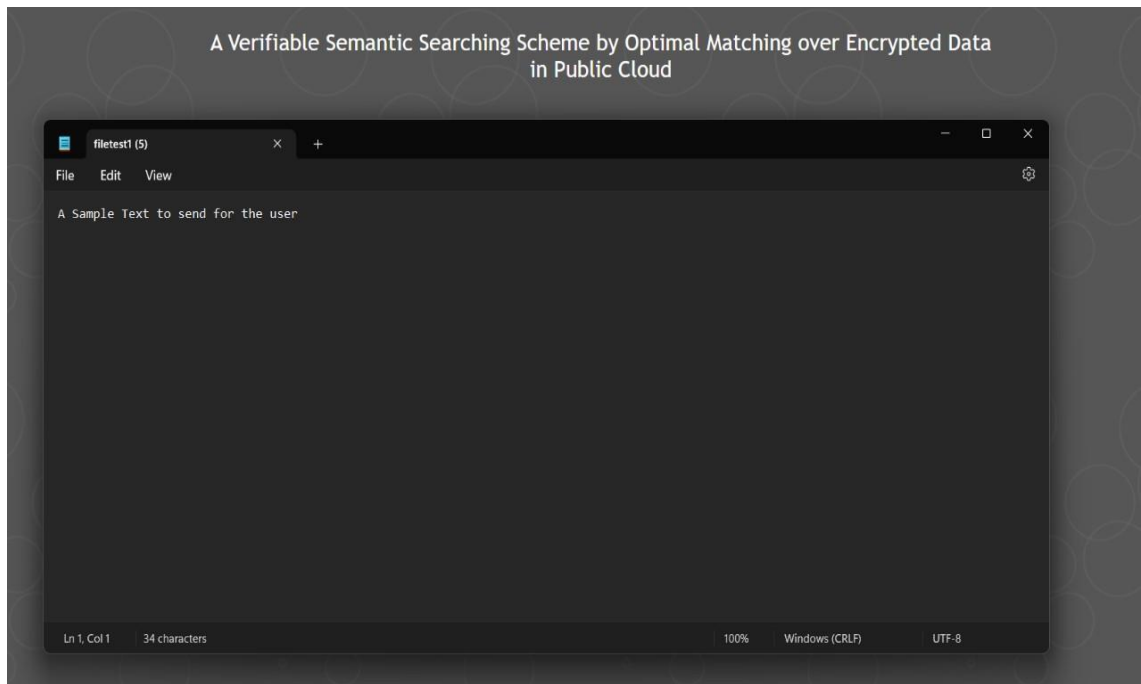 A Verifiable Semantic Searching Scheme by Optimal Matching over Encrypted Data
in Public Cloud
filetest1 (5)
File Edit View
A Sample Text to send for the user
Ln 1, Col 1 34 characters 100% Windows (CRLF) UTF-8